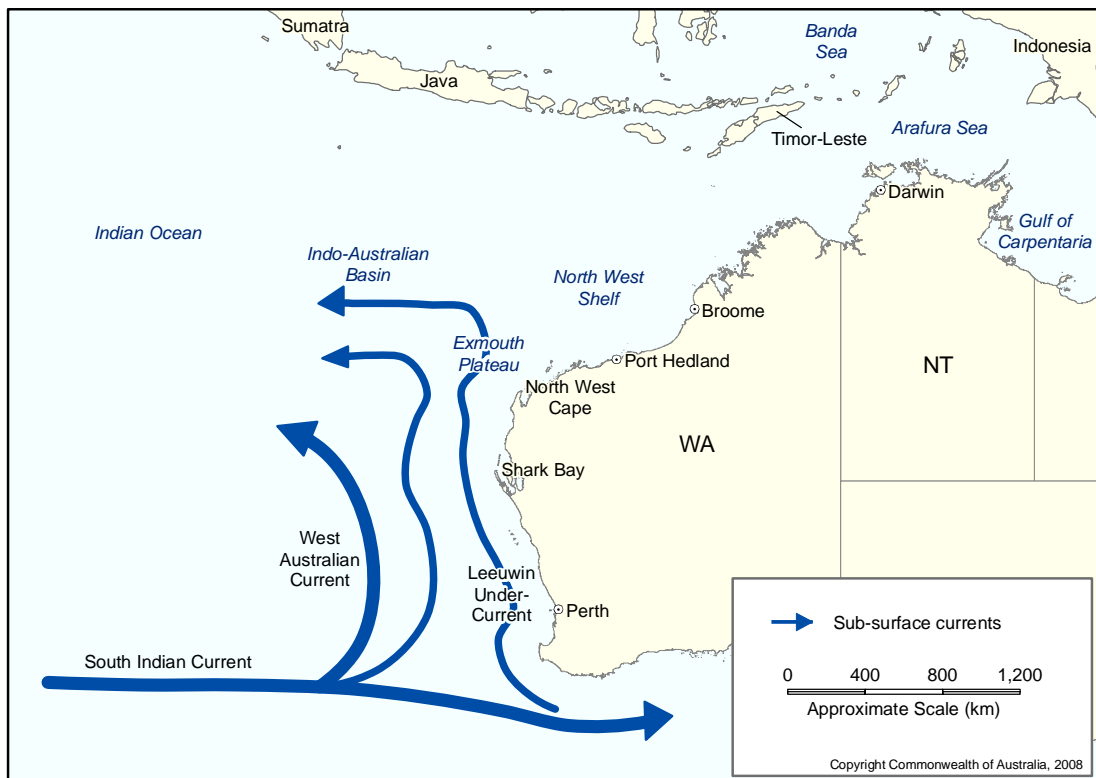 Sumatra
Banda
Sea
Indonesia
Java
Arafura Sea
Timor-Leste
Darwin
Indian Ocean
Gulf of
Carpentaria
Indo-Australian
Basin
North West
Shelf
Broome
Exmouth
Plateau
Port Hedland
NT
North West
Cape
WA
Shark Bay
West
Australian
Current
Leeuwin
Under-
Current
Perth
South Indian Current
Sub-surface currents
0 400 800 1,200
Approximate Scale (km)
Copyright Commonwealth of Australia, 2008